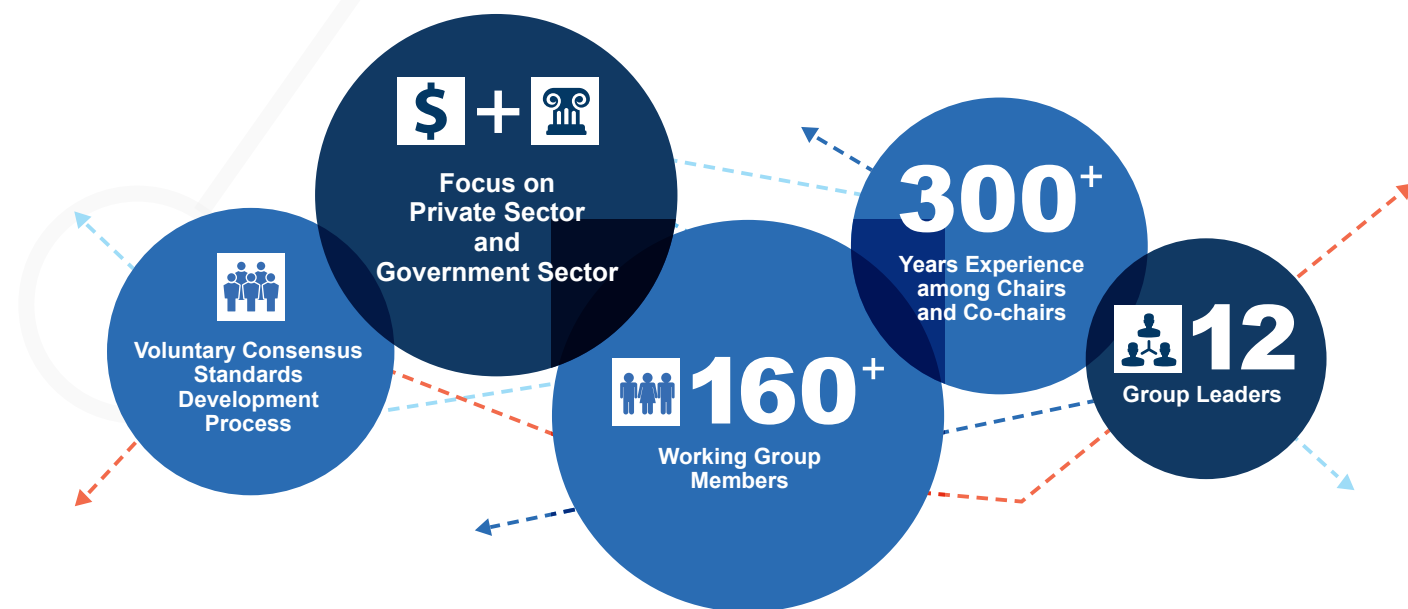 $ +
Focus on
Private Sector
and
Government Sector
Voluntary Consensus
Standards
Development
Process
160+
Working Group
Members
300+
Years Experience
among Chairs
and Co-chairs
12
Group Leaders